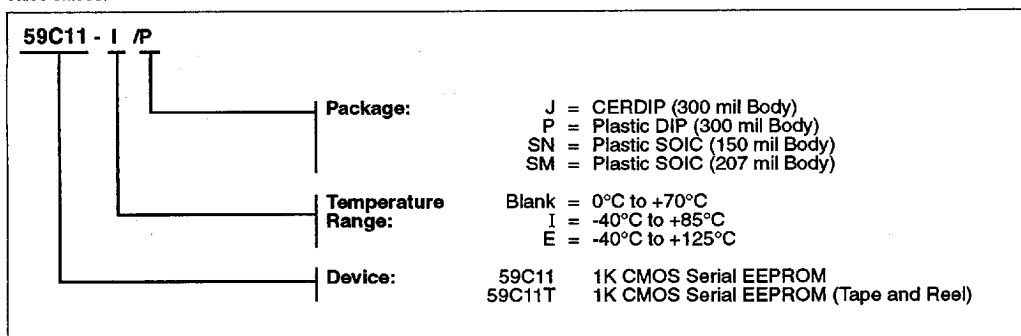 59C11 - I /P
Package: J = CERDIP (300 mil Body)
P = Plastic DIP (300 mil Body)
SN = Plastic SOIC (150 mil Body)
SM = Plastic SOIC (207 mil Body)
Temperature Blank = 0°C to +70°C
Range: I = -40°C to +85°C
E = -40°C to +125°C
Device: 59C11 1K CMOS Serial EEPROM
59C11T 1K CMOS Serial EEPROM (Tape and Reel)